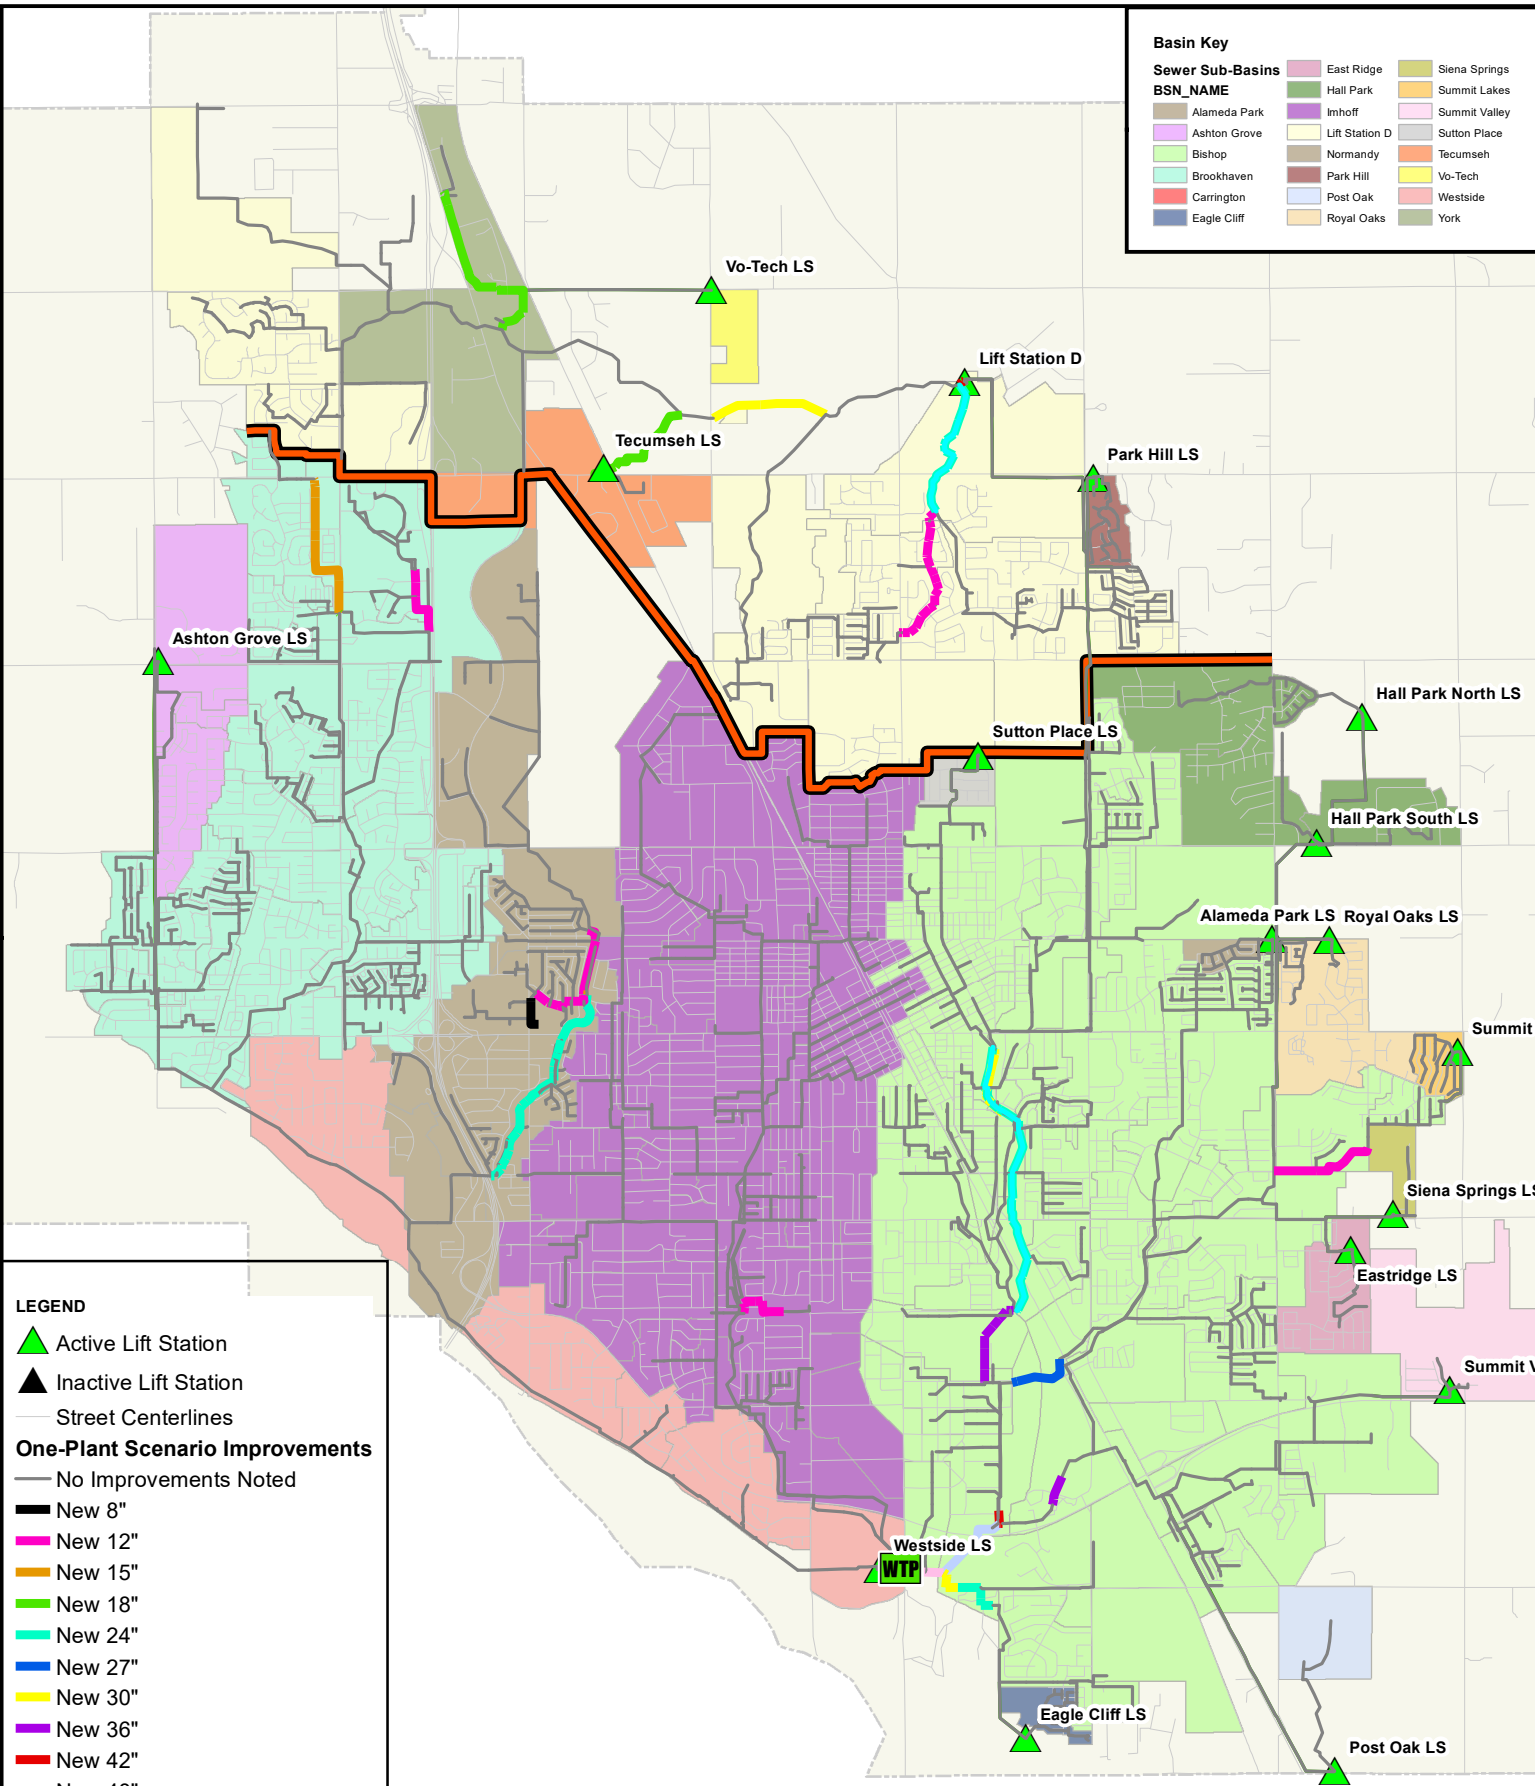 Basin Key
Sewer Sub-Basins
BSN_NAME
Alameda Park
Ashton Grove
Bishop
Brookhaven
Carrington
Eagle Cliff
East Ridge
Hall Park
Imhoff
Lift Station D
Normandy
Park Hill
Post Oak
Royal Oaks
Siena Springs
Summit Lakes
Summit Valley
Sutton Place
Tecumseh
Vo-Tech
Westside
York
Vo-Tech LS
Lift Station D
Tecumseh LS
Park Hill LS
Ashton Grove LS
Hall Park North LS
Sutton Place LS
Hall Park South LS
Alameda Park LS
Royal Oaks LS
Summit
Siena Springs LS
Eastridge LS
Summit V
Westside LS
WTP
Eagle Cliff LS
Post Oak LS
LEGEND
Active Lift Station
Inactive Lift Station
Street Centerlines
One-Plant Scenario Improvements
No Improvements Noted
New 8"
New 12"
New 15"
New 18"
New 24"
New 27"
New 30"
New 36"
New 42"